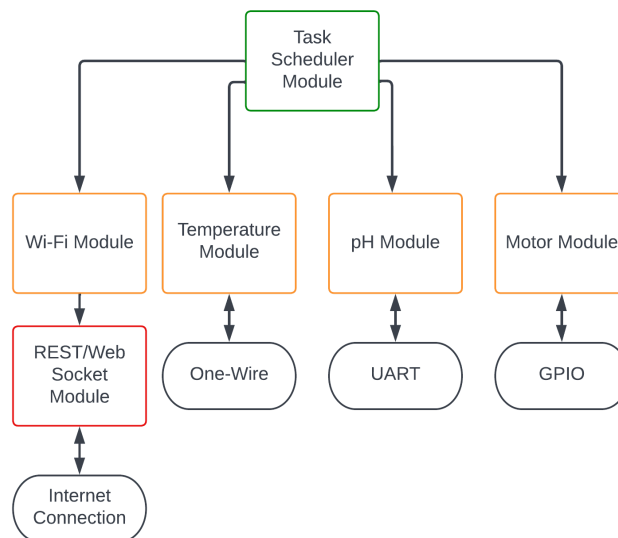 Task
Scheduler
Module
Wi-Fi Module
Temperature
Module
pH Module
Motor Module
REST/Web
Socket
Module
One-Wire
UART
GPIO
Internet
Connection